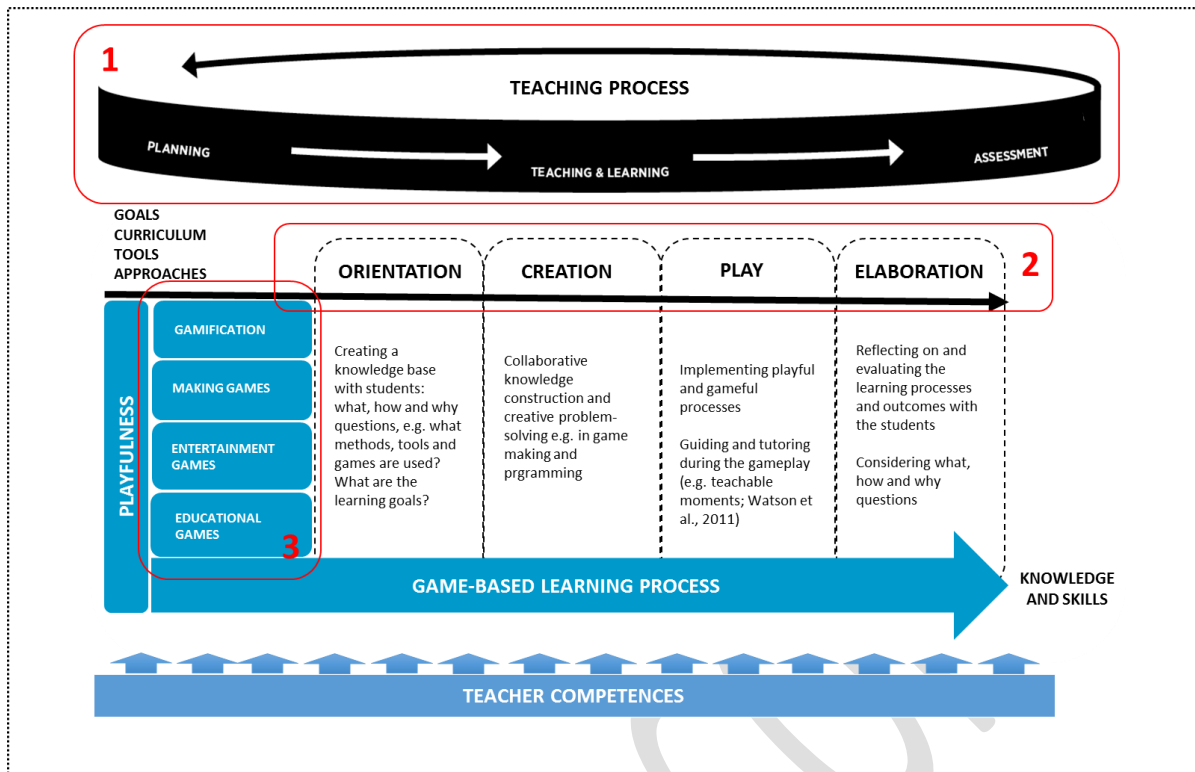 1
TEACHING PROCESS
PLANNING
TEACHING & LEARNING
ASSESSMENT
GOALS
CURRICULUM
TOOLS
APPROACHES
2
ORIENTATION
CREATION
PLAY
ELABORATION
PLAYFULNESS
GAMIFICATION
MAKING GAMES
ENTERTAINMENT
GAMES
EDUCATIONAL
GAMES
3
Creating a
knowledge base
with students:
what, how and why
questions, e.g. what
methods, tools and
games are used?
What are the
learning goals?
Collaborative
knowledge
construction and
creative problem-
solving e.g. in game
making and
prgramming
Implementing playful
and gameful
processes
Guiding and tutoring
during the gameplay
(e.g. teachable
moments; Watson et
al., 2011)
Reflecting on and
evaluating the
learning processes
and outcomes with
the students
Considering what,
how and why
questions
GAME-BASED LEARNING PROCESS
KNOWLEDGE
AND SKILLS
TEACHER COMPETENCES